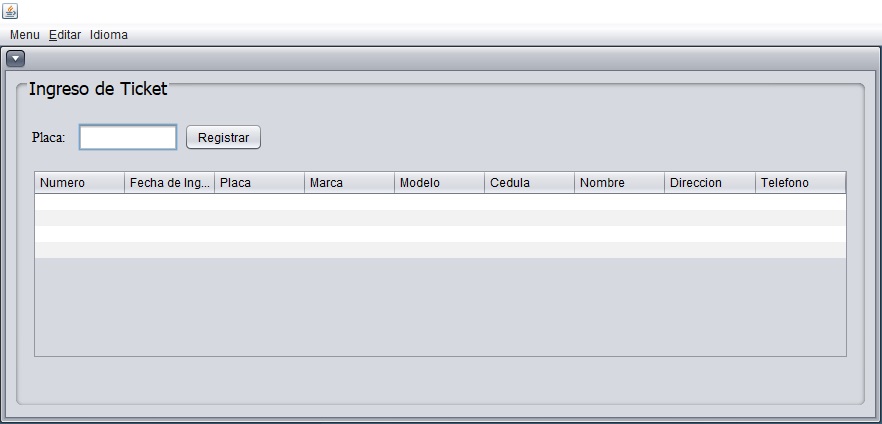 Menu Editar Idioma
Ingreso de Ticket
Placa: Registrar
Numero Fecha de Ing... Placa Marca Modelo Cedula Nombre Direccion Telefono